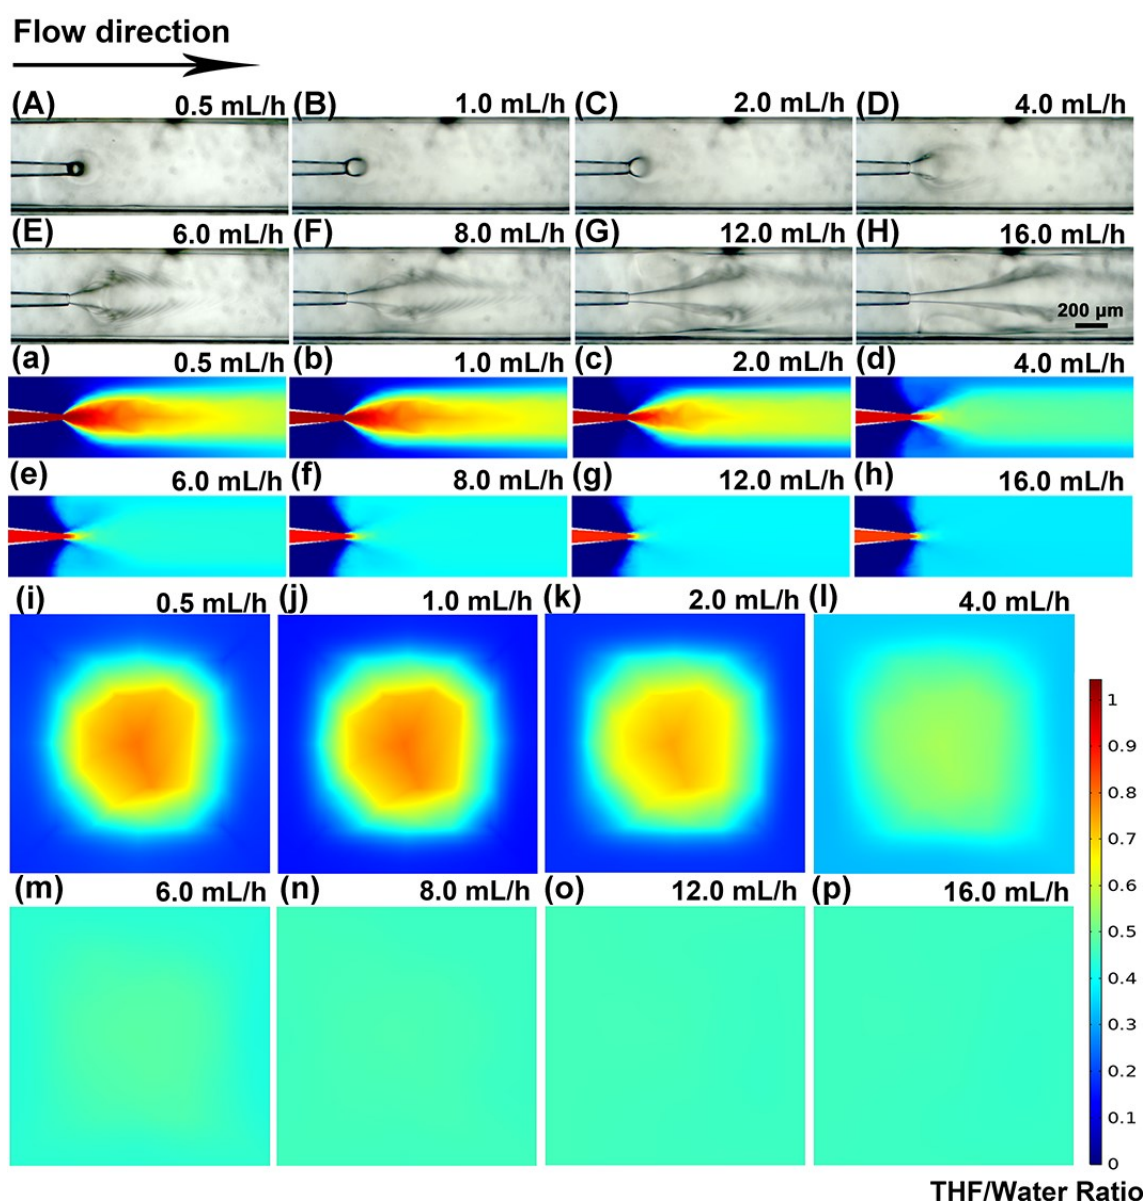 Flow direction
(A) 0.5 mL/h (B) 1.0 mL/h (C) 2.0 mL/h (D) 4.0 mL/h
(E) 6.0 mL/h (F) 8.0 mL/h (G) 12.0 mL/h (H) 16.0 mL/h
200 µm
(a) 0.5 mL/h (b) 1.0 mL/h (c) 2.0 mL/h (d) 4.0 mL/h
(e) 6.0 mL/h (f) 8.0 mL/h (g) 12.0 mL/h (h) 16.0 mL/h
(i) 0.5 mL/h (j) 1.0 mL/h (k) 2.0 mL/h (l) 4.0 mL/h
(m) 6.0 mL/h (n) 8.0 mL/h (o) 12.0 mL/h (p) 16.0 mL/h
1
0.9
0.8
0.7
0.6
0.5
0.4
0.3
0.2
0.1
0
THF/Water Ratio